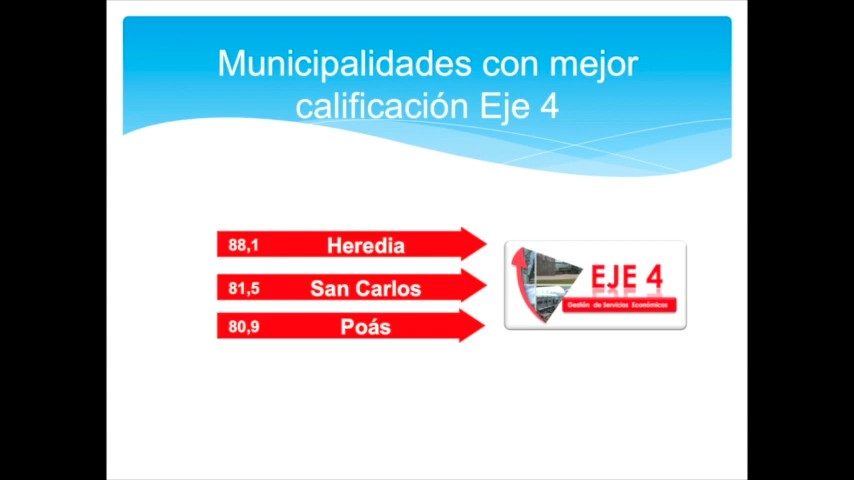 Municipalidades con mejor
calificación Eje 4
88,1 Heredia
81,5 San Carlos
80,9 Poás
EJE 4
Gestión de Servicios Económicos